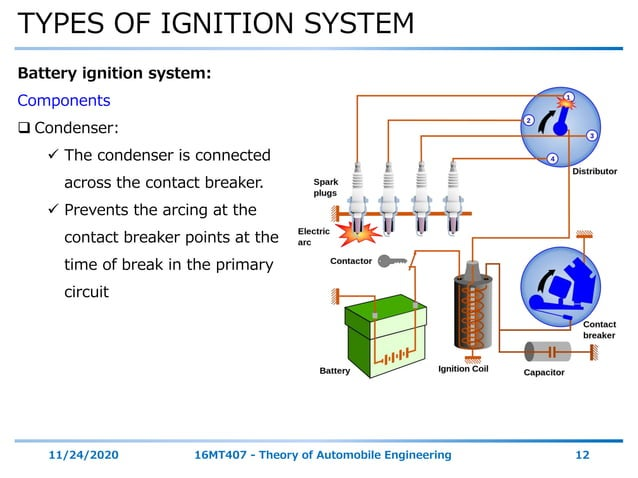 TYPES OF IGNITION SYSTEM
Battery ignition system:
Components
Condenser:
The condenser is connected
across the contact breaker.
Prevents the arcing at the
contact breaker points at the
time of break in the primary
circuit
1
2
3
4
Distributor
Spark
plugs
Electric
arc
Contactor
Contact
breaker
Battery
Ignition Coil
Capacitor
11/24/2020
16MT407 - Theory of Automobile Engineering
12